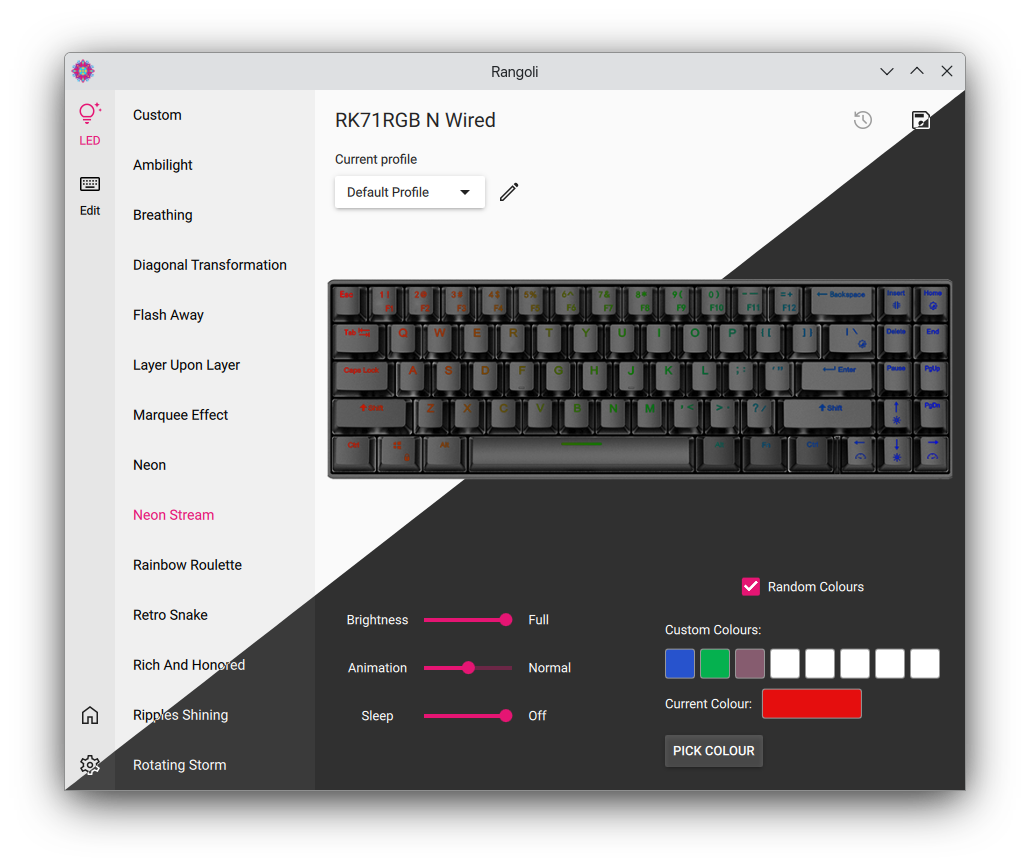 Rangoli
LED
Edit
Custom
Ambilight
Breathing
Diagonal Transformation
Flash Away
Layer Upon Layer
Marquee Effect
Neon
Neon Stream
Rainbow Roulette
Retro Snake
Rich And Honored
Ripples Shining
Rotating Storm
RK71RGB N Wired
Current profile
Default Profile
Esc 1! 2@ 3# 4$ 5% 6^ 7& 8* 9( 0) -- =+ Backspace Insert Home
F1 F2 F3 F4 F5 F6 F7 F8 F9 F10 F11 F12
Tab Q W E R T Y U I O P [{ ]} | \ Delete End
Caps Lock A S D F G H J K L ;: '" Enter Pause PgUp
Shift Z X C V B N M < > ?/ Shift PgDn
Ctrl Alt
Brightness Full
Animation Normal
Sleep Off
Random Colours
Custom Colours:
Current Colour:
PICK COLOUR